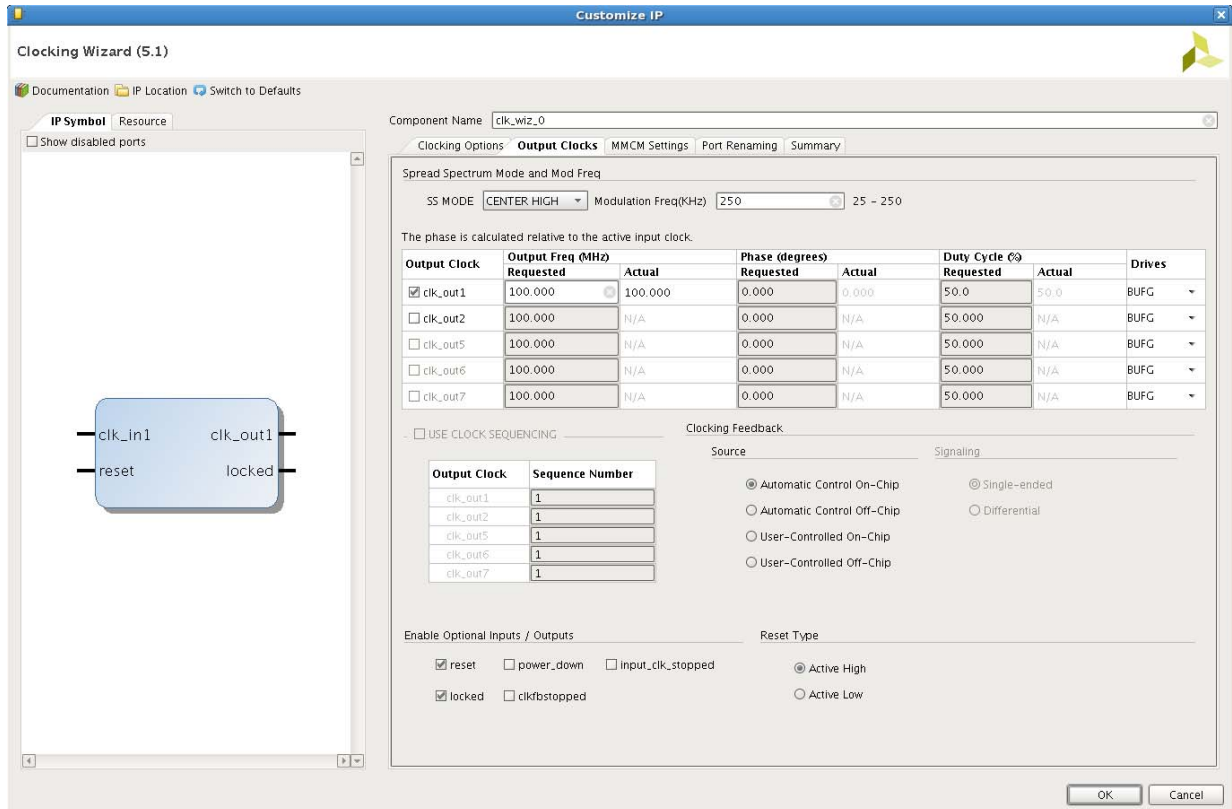 Customize IP
Clocking Wizard (5.1)
Documentation IP Location Switch to Defaults
IP Symbol Resource
Show disabled ports
clk_in1 clk_out1
reset locked
Component Name clk_wiz_0
Clocking Options Output Clocks MMCM Settings Port Renaming Summary
Spread Spectrum Mode and Mod Freq
SS MODE CENTER HIGH Modulation Freq(KHz) 250 25 - 250
The phase is calculated relative to the active input clock.
Output Clock Output Freq (MHz) Phase (degrees) Duty Cycle (%) Drives
Requested Actual Requested Actual Requested Actual
clk_out1 100.000 100.000 0.000 0.000 50.0 50.0 BUFG
clk_out2 100.000 N/A 0.000 N/A 50.000 N/A BUFG
clk_out5 100.000 N/A 0.000 N/A 50.000 N/A BUFG
clk_out6 100.000 N/A 0.000 N/A 50.000 N/A BUFG
clk_out7 100.000 N/A 0.000 N/A 50.000 N/A BUFG
USE CLOCK SEQUENCING
Output Clock Sequence Number
clk_out1 1
clk_out2 1
clk_out5 1
clk_out6 1
clk_out7 1
Clocking Feedback
Source Signaling
Automatic Control On-Chip Single-ended
Automatic Control Off-Chip Differential
User-Controlled On-Chip
User-Controlled Off-Chip
Enable Optional Inputs / Outputs Reset Type
reset power_down input_clk_stopped Active High
locked clkfbstopped Active Low
OK Cancel